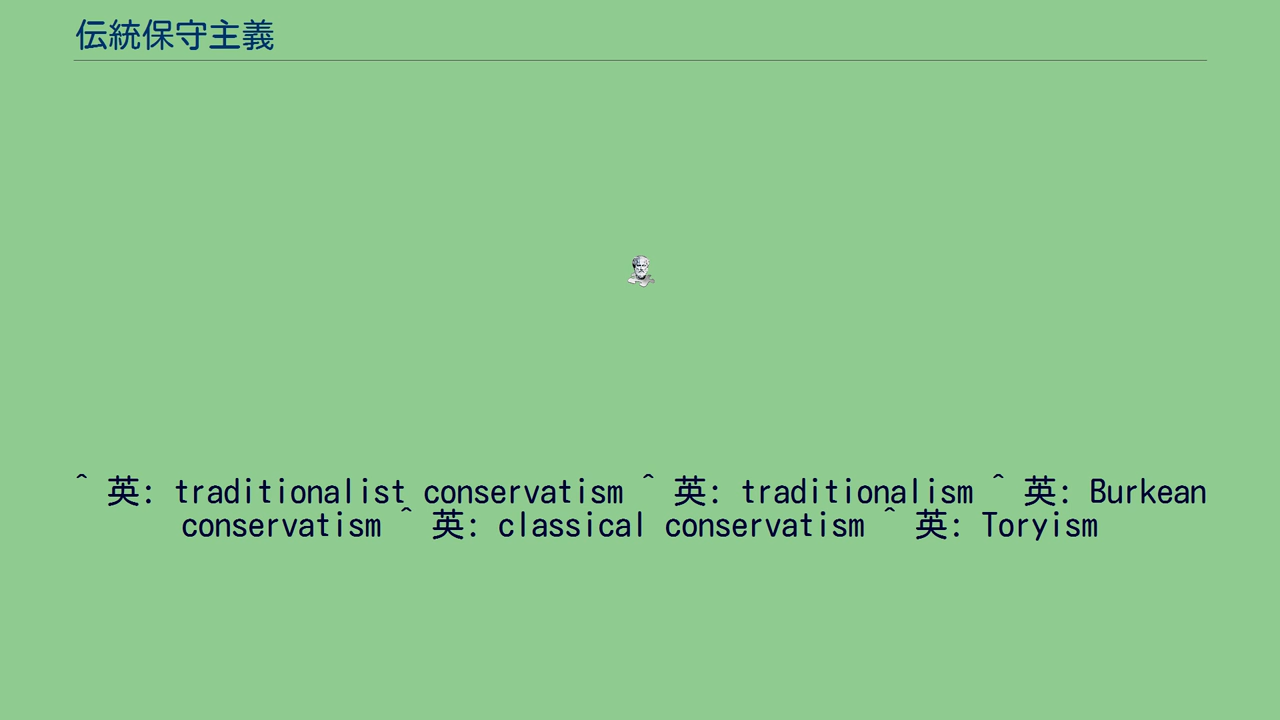 伝統保守主義
^ 英: traditionalist conservatism ^ 英: traditionalism ^ 英: Burkean
conservatism ^ 英: classical conservatism ^ 英: Toryism